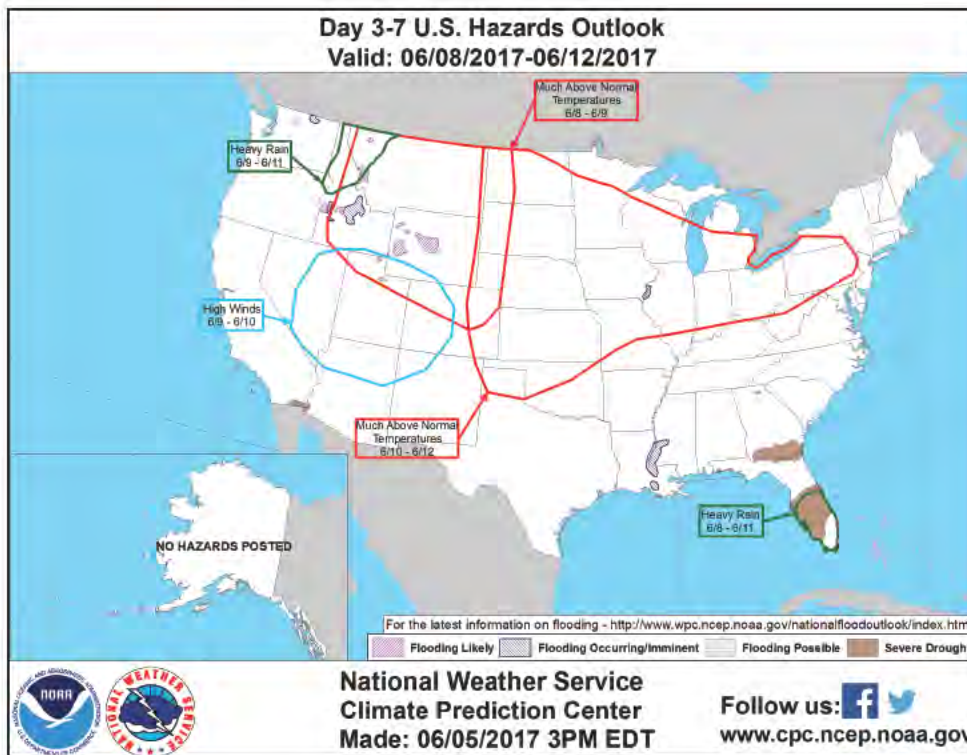 Day 3-7 U.S. Hazards Outlook
Valid: 06/08/2017-06/12/2017
Much Above Normal
Temperatures
6/8 - 6/9
Heavy Rain
6/9 - 6/11
High Winds
6/9 - 6/10
Much Above Normal
Temperatures
6/10 - 6/12
Heavy Rain
6/8 - 6/11
NO HAZARDS POSTED
For the latest information on flooding - http://www.wpc.ncep.noaa.gov/nationalfloodoutlook/index.htm
Flooding Likely
Flooding Occurring/Imminent
Flooding Possible
Severe Drough
NOAA
NATIONAL WEATHER SERVICE
National Weather Service
Climate Prediction Center
Made: 06/05/2017 3PM EDT
Follow us:
www.cpc.ncep.noaa.gov